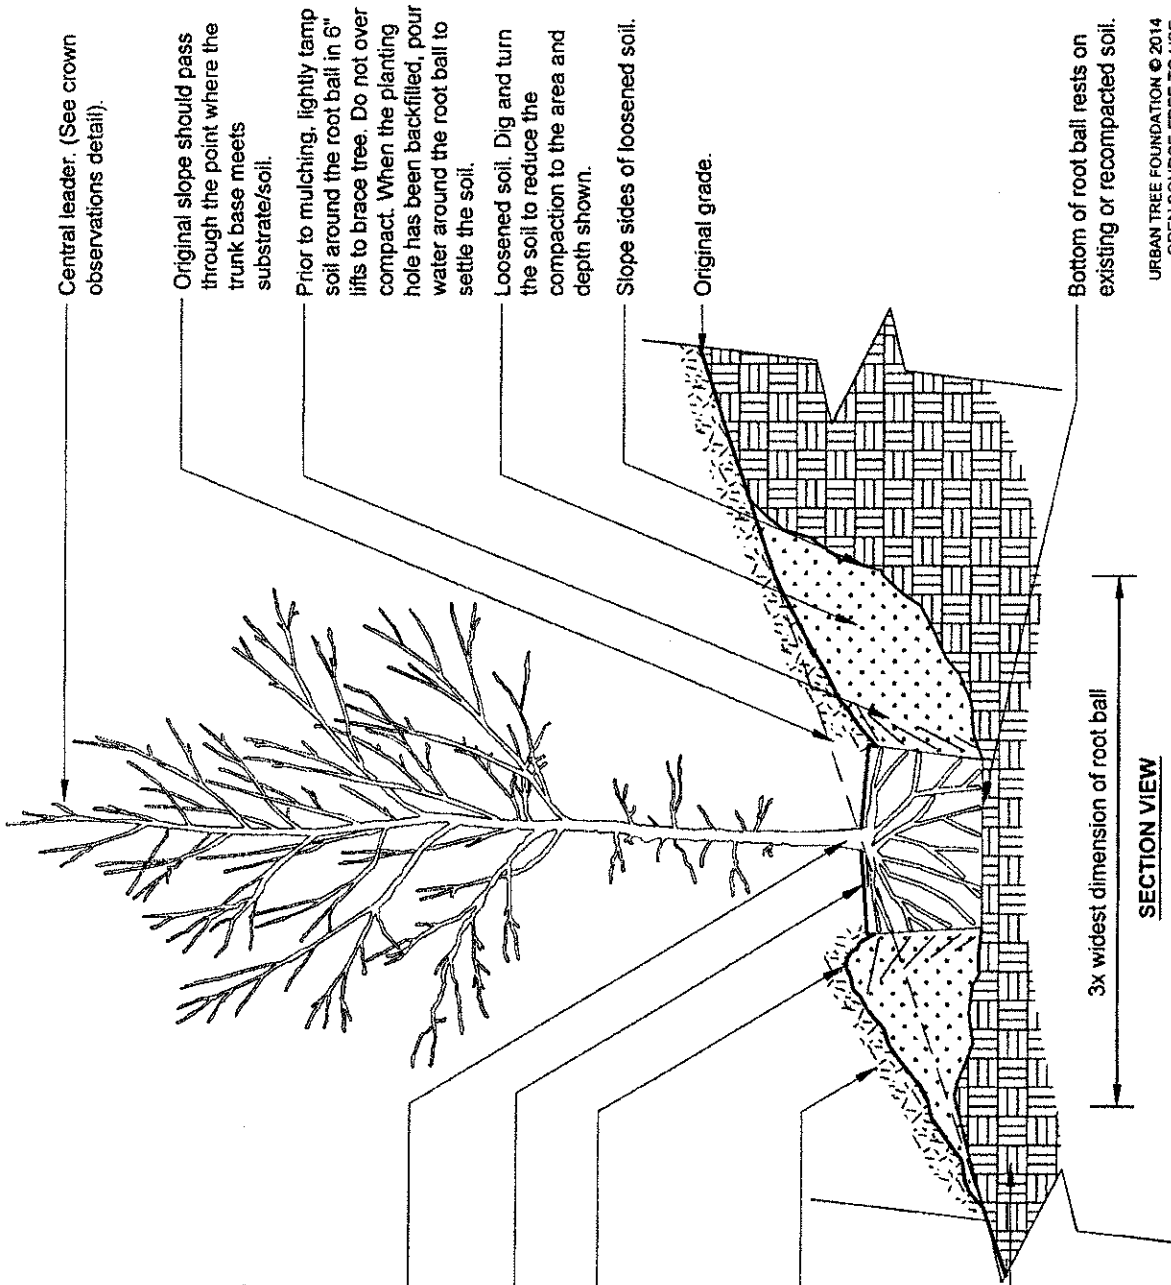 Central leader. (See crown
observations detail).
Original slope should pass
through the point where the
trunk base meets
substrate/soil.
Prior to mulching, lightly tamp
soil around the root ball in 6"
lifts to brace tree. Do not over
compact. When the planting
hole has been backfilled, pour
water around the root ball to
settle the soil.
Loosened soil. Dig and turn
the soil to reduce the
compaction to the area and
depth shown.
Slope sides of loosened soil.
Original grade.
Bottom of root ball rests on
existing or recompacted soil.
3x widest dimension of root ball
SECTION VIEW
URBAN TREE FOUNDATION © 2014